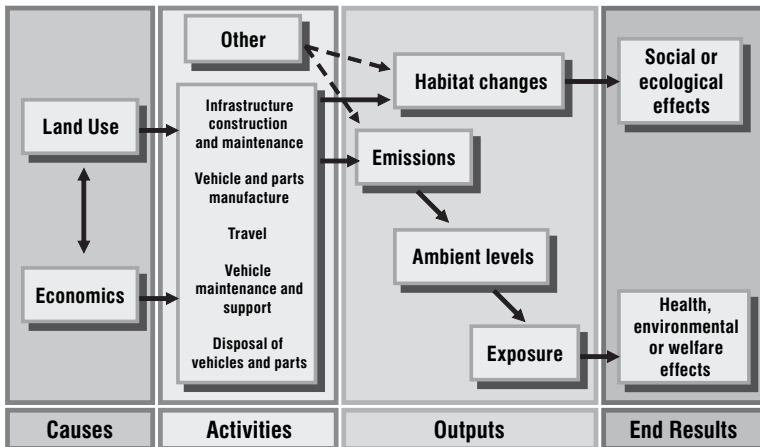 Land Use
Economics
Other
Infrastructure
construction
and maintenance
Vehicle and parts
manufacture
Travel
Vehicle
maintenance and
support
Disposal of
vehicles and parts
Habitat changes
Emissions
Ambient levels
Exposure
Social or
ecological
effects
Health,
environmental
or welfare
effects
Causes
Activities
Outputs
End Results